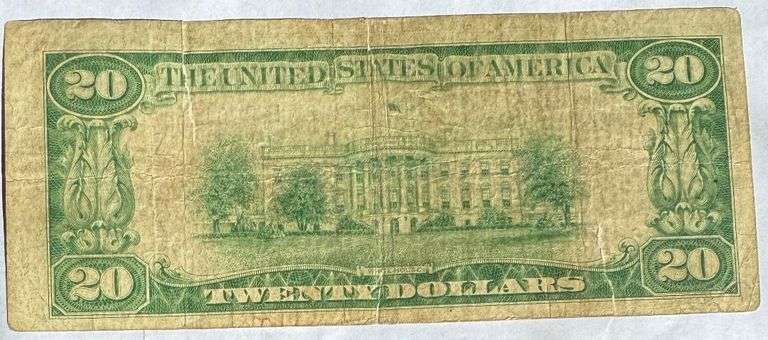 20 THE UNITED STATES OF AMERICA 20
20 TWENTY DOLLARS 20